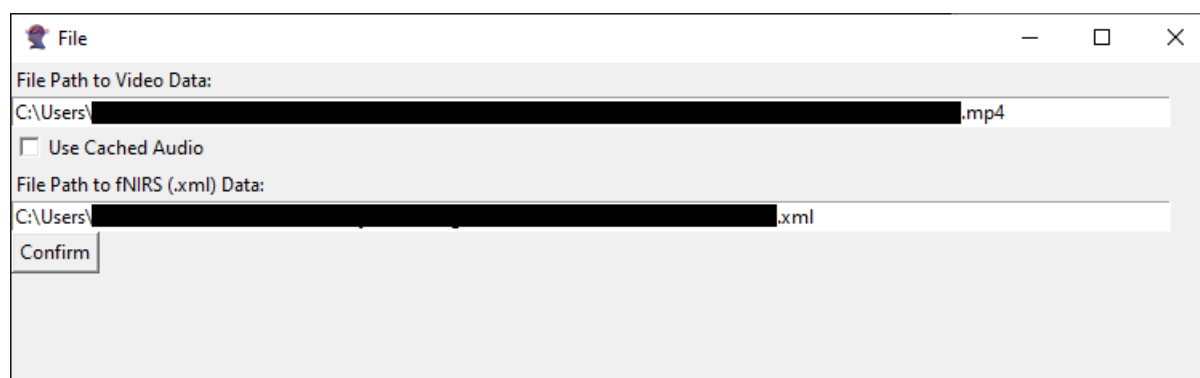 File
File Path to Video Data:
C:\Users\ .mp4
Use Cached Audio
File Path to fNIRS (.xml) Data:
C:\Users\ .xml
Confirm